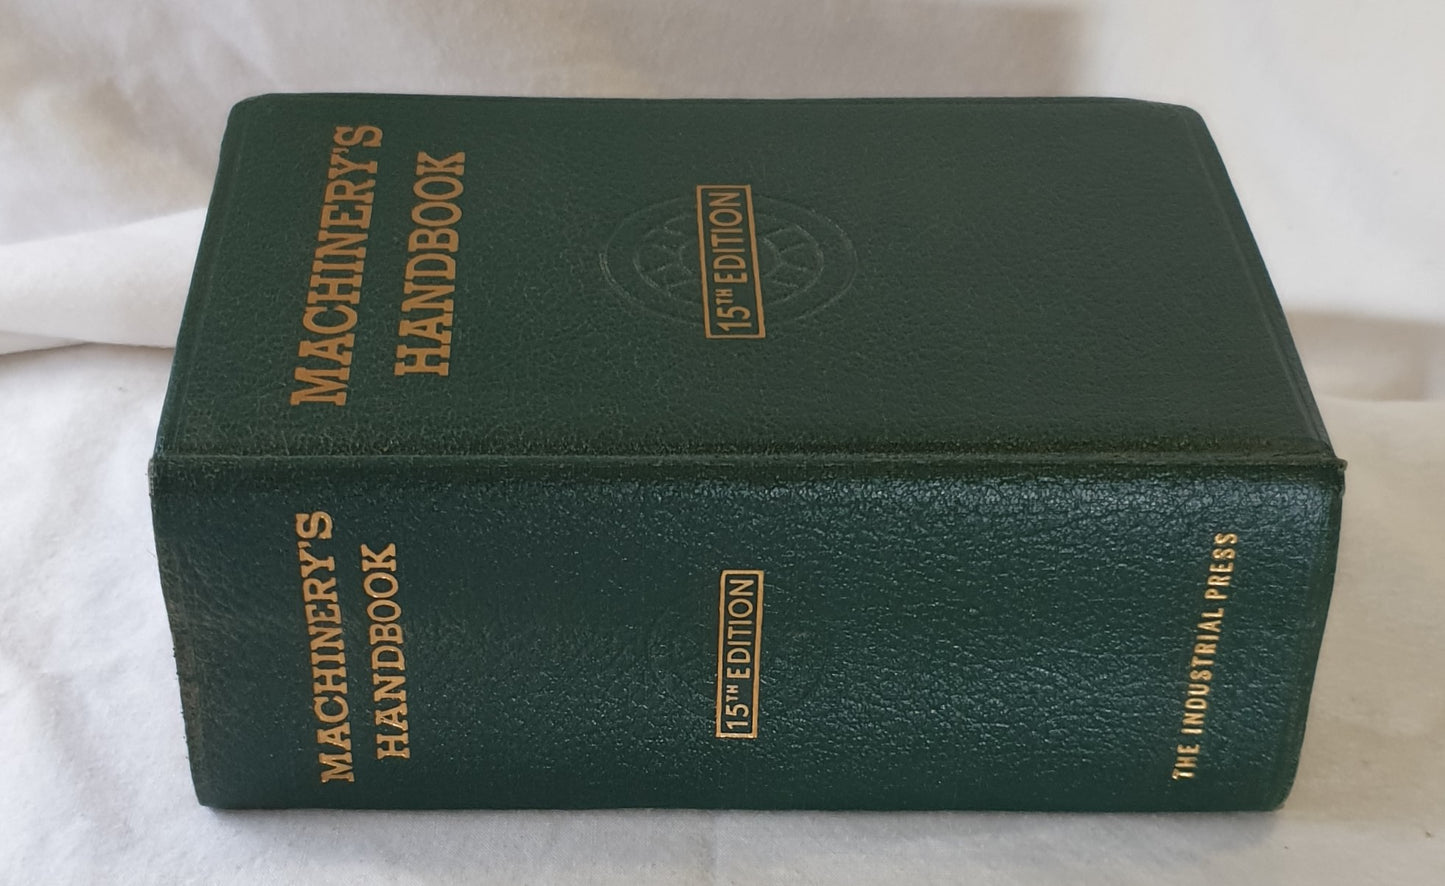 MACHINERY'S
HANDBOOK
15TH EDITION
MACHINERY'S
HANDBOOK
15TH EDITION
THE INDUSTRIAL PRESS